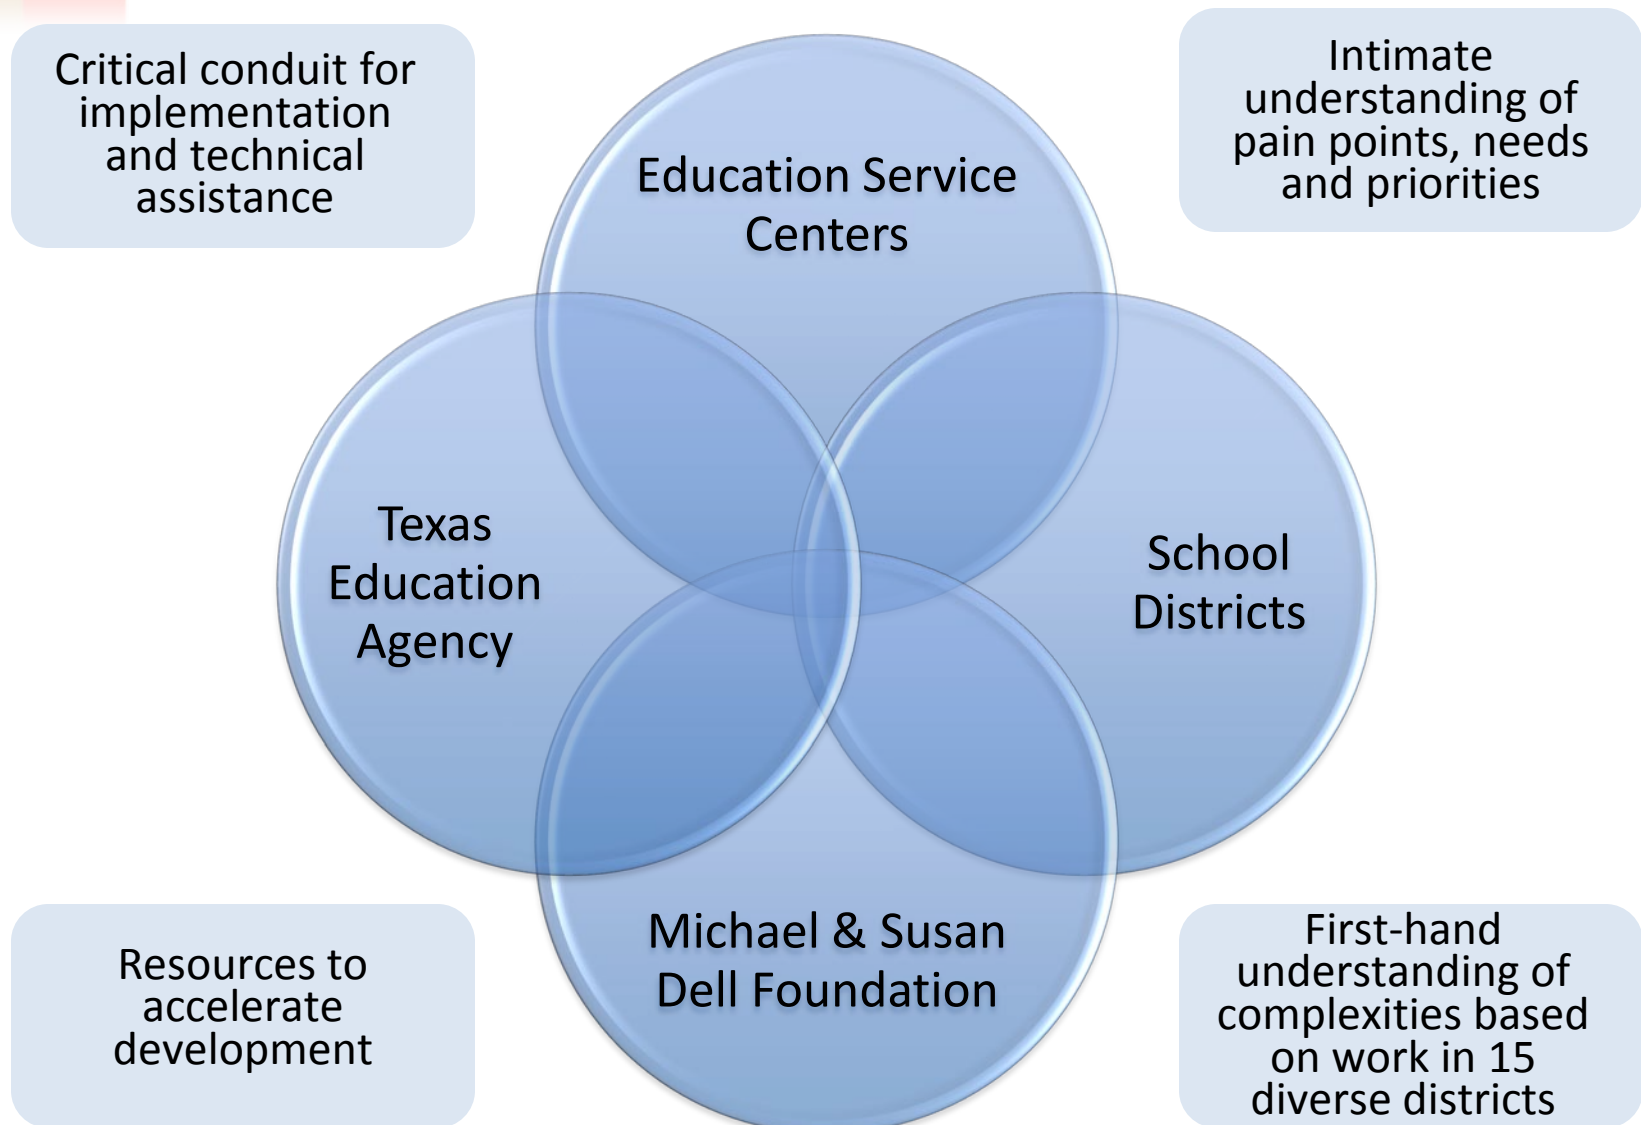 Critical conduit for
implementation
and technical
assistance
Intimate
understanding of
pain points, needs
and priorities
Education Service
Centers
Texas
Education
Agency
School
Districts
Michael & Susan
Dell Foundation
Resources to
accelerate
development
First-hand
understanding of
complexities based
on work in 15
diverse districts